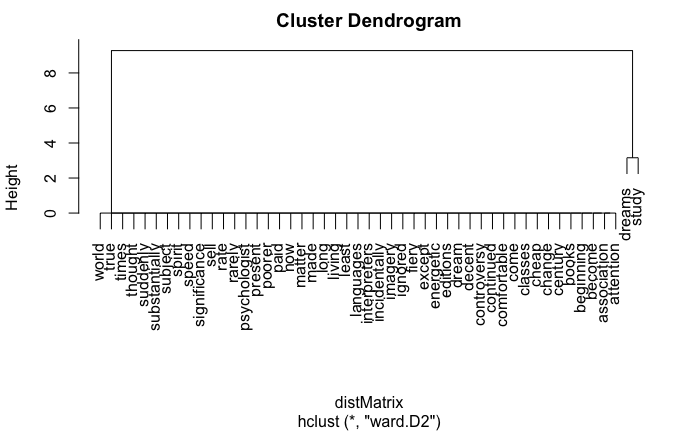 Cluster Dendrogram
Height
0 2 4 6 8
world
true
times
thought
suddenly
substantially
subject
spirit
speed
significance
sell
rate
rarely
psychologist
present
poorer
paid
now
matter
made
long
living
least
languages
interpreters
incidentally
imagery
ignored
fiery
except
energetic
editions
dream
decent
controversy
continued
comfortable
come
classes
cheap
change
century
books
beginning
become
association
attention
dreams
study
distMatrix
hclust (*, "ward.D2")